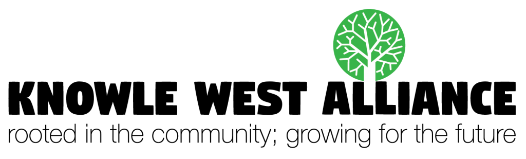 KNOWLE WEST ALLIANCE
rooted in the community; growing for the future